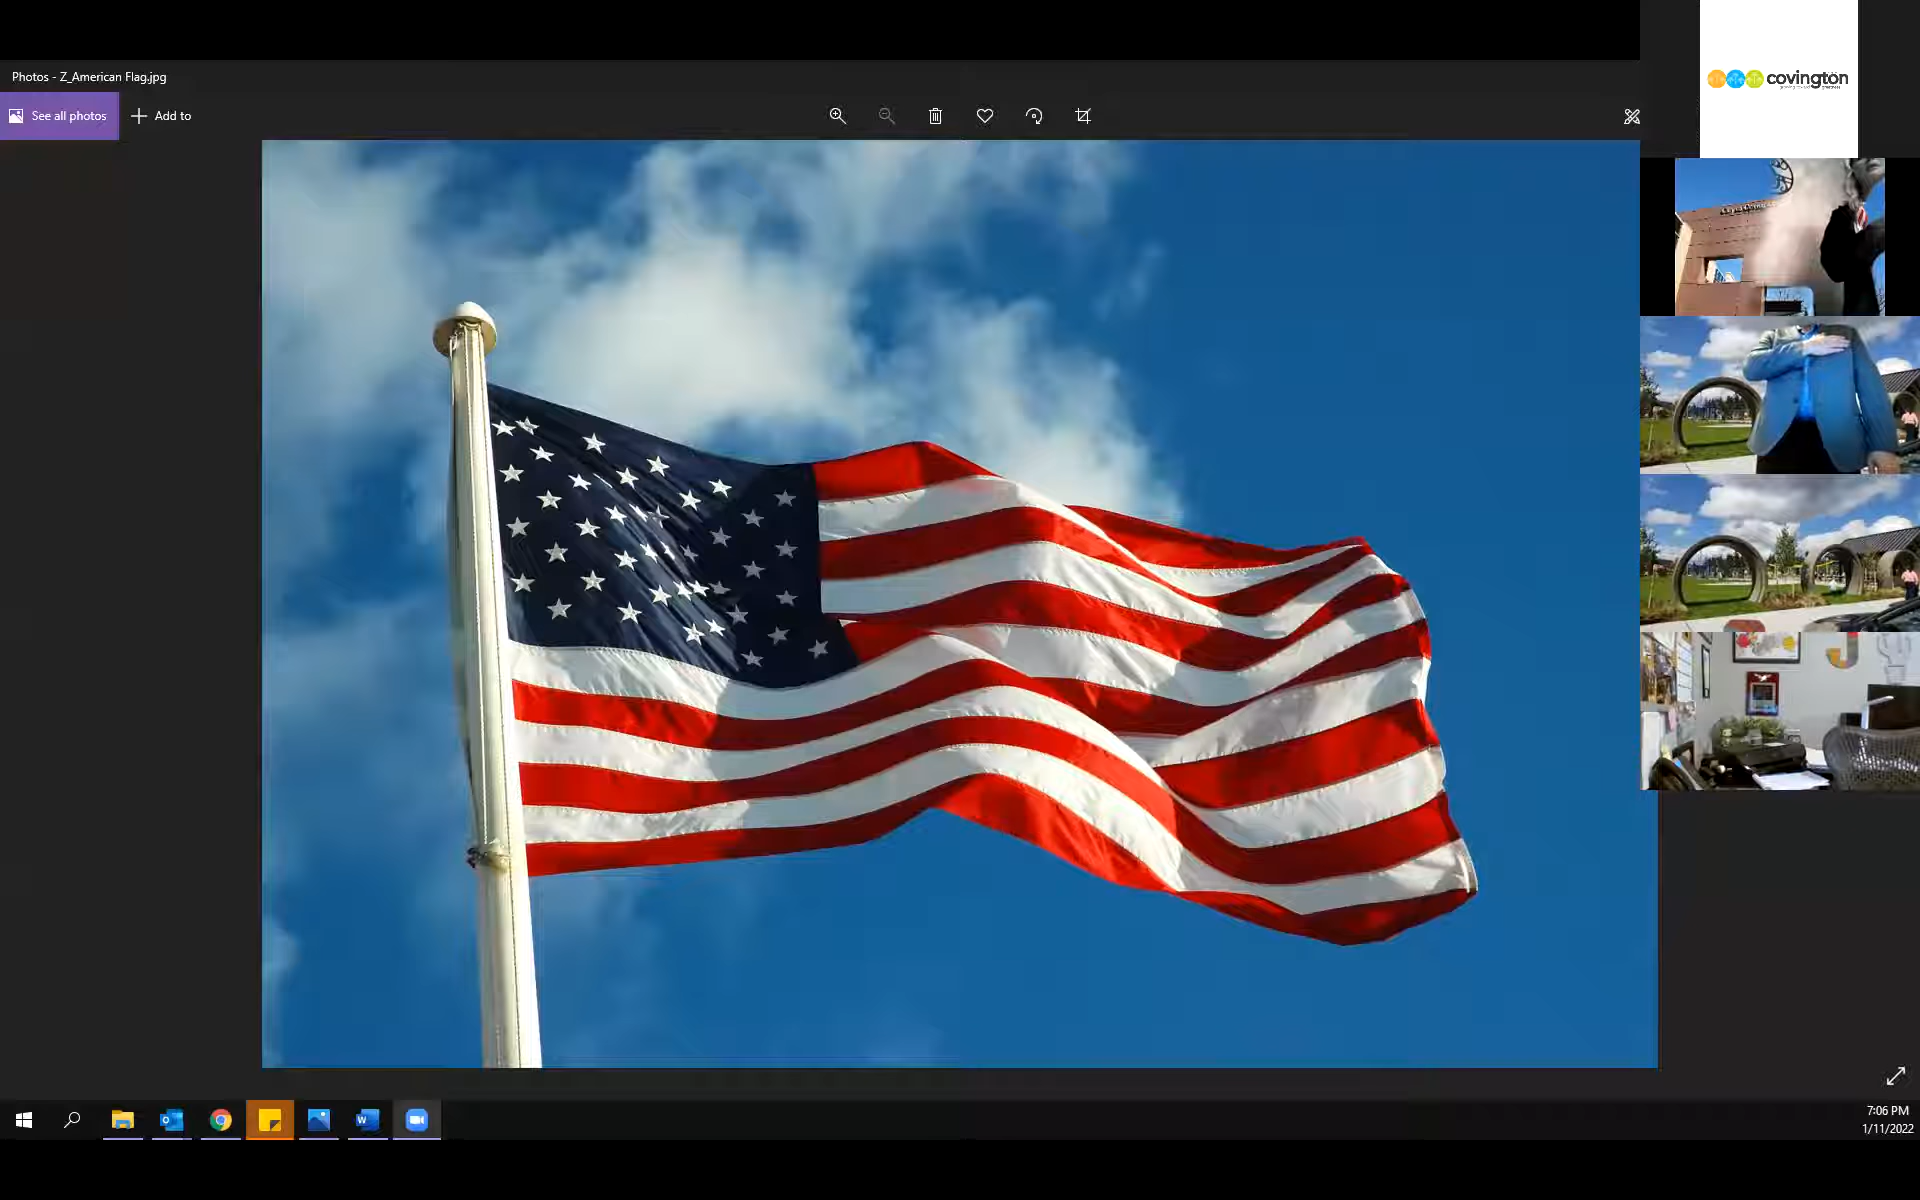 Photos - Z_American Flag.jpg
See all photos
Add to
covington
7:06 PM
1/11/2022